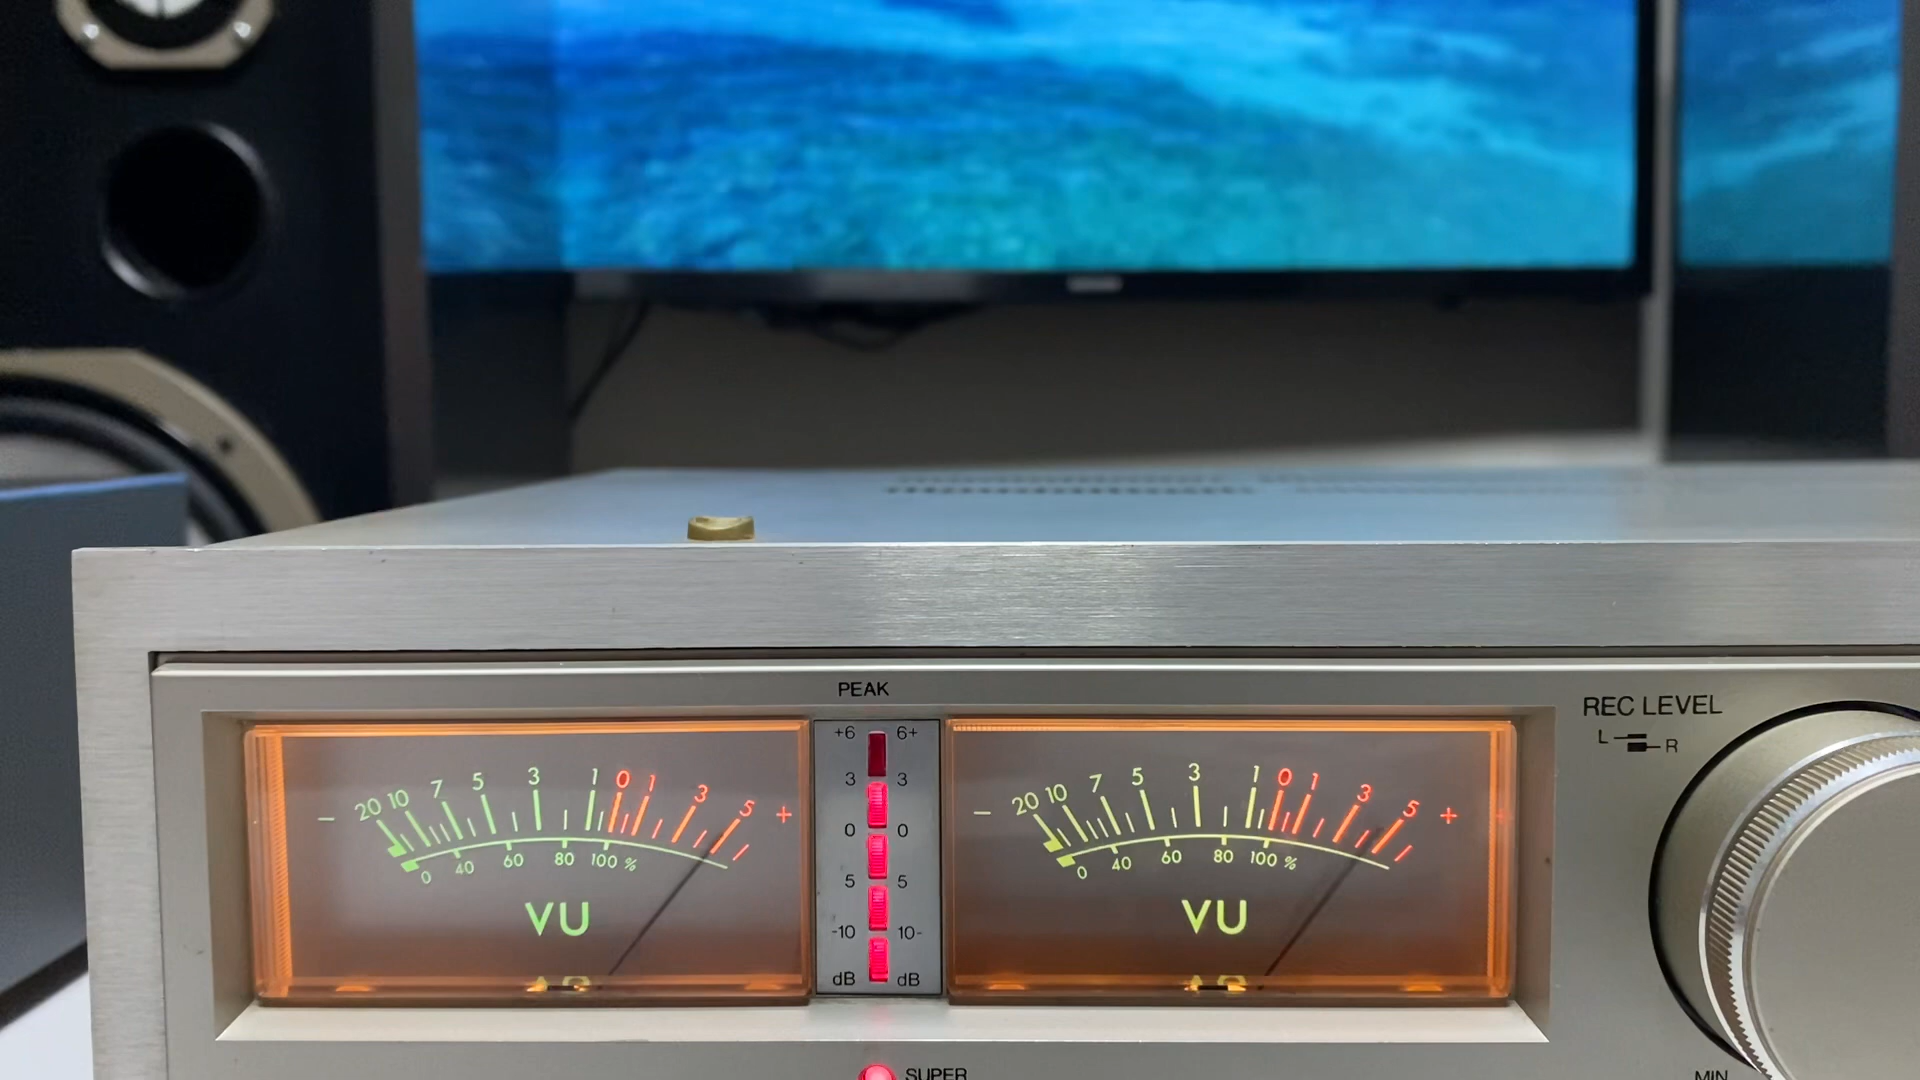 PEAK
REC LEVEL
L R
20 10 7 5 3 1 0 1 3 5 +
-
0 40 60 80 100 %
VU
+6 6+
3 3
0 0
5 5
-10 10-
dB dB
- 20 10 7 5 3 1 0 1 3 5 +
0 40 60 80 100 %
VU
SUPER
MIN